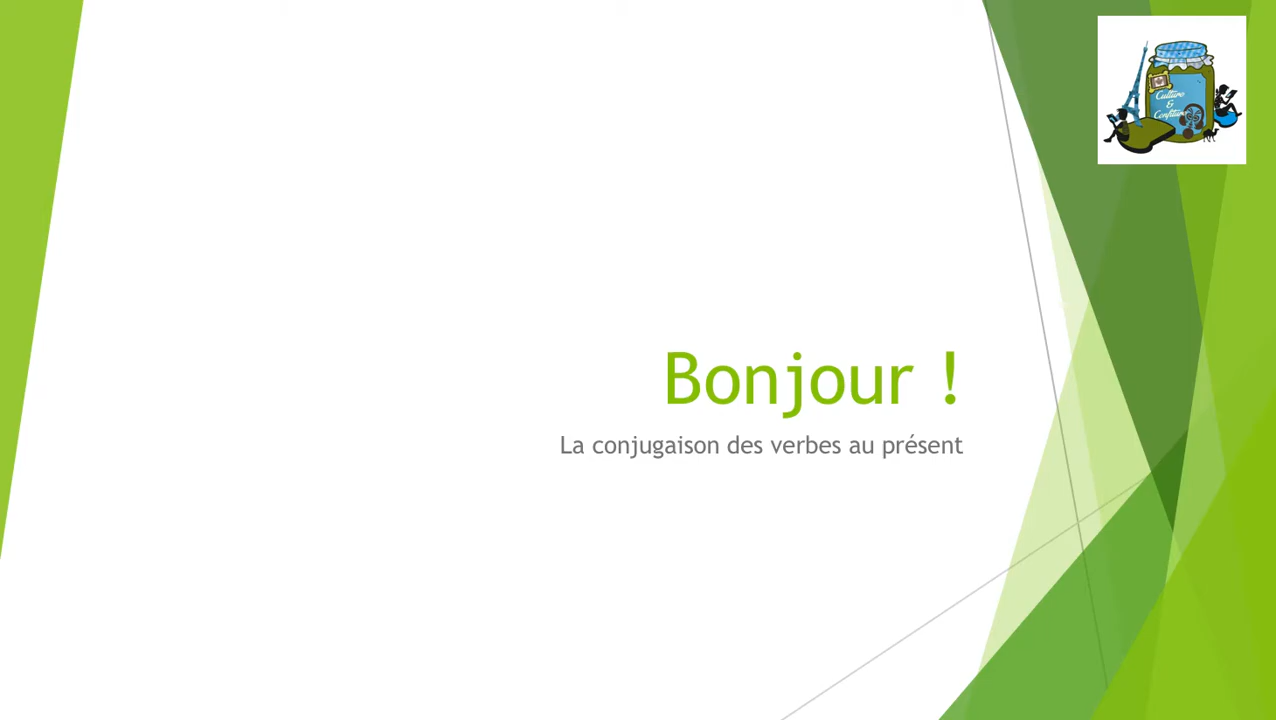 Culture
&
Confiture
Bonjour !
La conjugaison des verbes au présent